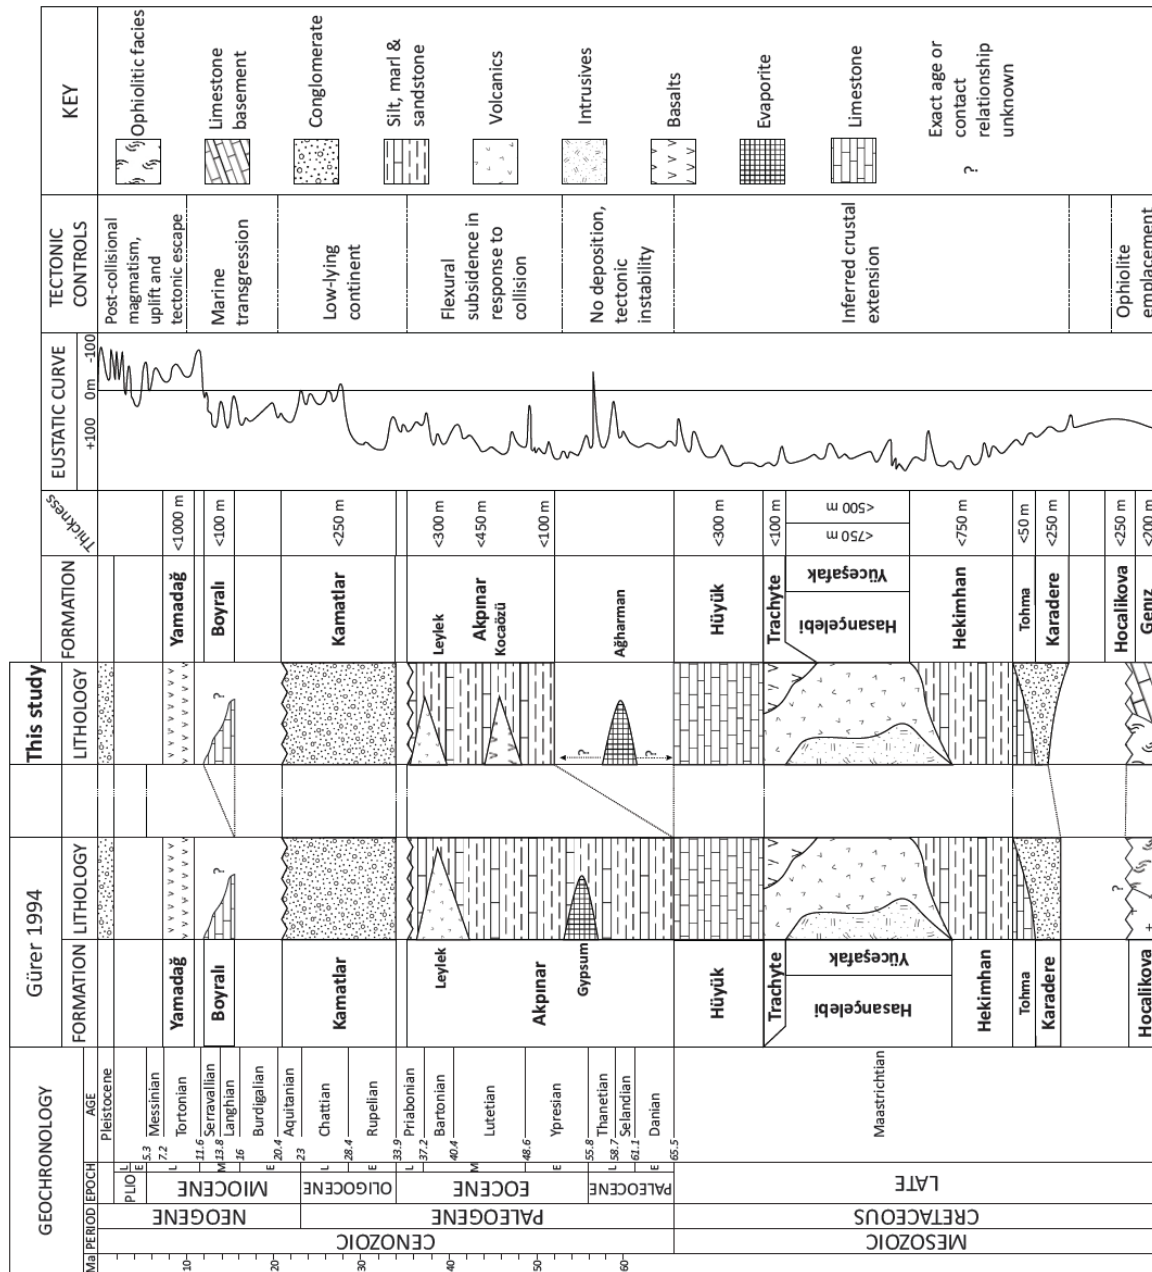 Gürer 1994
This study
GEOCHRONOLOGY
Ma
PERIOD
EPOCH
AGE
FORMATION
LITHOLOGY
LITHOLOGY
FORMATION
Thickness
EUSTATIC CURVE
+100
0m
-100
TECTONIC
CONTROLS
KEY
10
20
30
40
50
60
CENOZOIC
MESOZOIC
NEOGENE
PALEOGENE
CRETACEOUS
PLIO
MIOCENE
OLIGOCENE
EOCENE
PALEOCENE
LATE
L
E
L
M
E
L
E
L
M
E
L
E
Pleistocene
5.3
Messinian
7.2
Tortonian
11.6
Serravallian
13.8
Langhian
16
Burdigalian
20.4
Aquitanian
23
Chattian
28.4
Rupelian
33.9
Priabonian
37.2
Bartonian
40.4
Lutetian
48.6
Ypresian
55.8
Thanetian
58.7
Selandian
61.1
Danian
65.5
Maastrichtian
Yamadağ
Boyralı
Kamatlar
Leylek
Akpınar
Gypsum
Hüyük
Trachyte
Hasançelebi
Yüceşafak
Hekimhan
Tohma
Karadere
Hocalikova
?
?
?
?
?
Yamadağ
Boyralı
Kamatlar
Leylek
Akpınar
Kocaözü
Ağharman
Hüyük
Trachyte
Hasançelebi
Yüceşafak
Hekimhan
Tohma
Karadere
Hocalikova
Geniz
<1000 m
<100 m
<250 m
<300 m
<450 m
<100 m
<300 m
<100 m
<750 m
<500 m
<750 m
<50 m
<250 m
<250 m
<200 m
Post-collisional
magmatism,
uplift and
tectonic escape
Marine
transgression
Low-lying
continent
Flexural
subsidence in
response to
collision
No deposition,
tectonic
instability
Inferred crustal
extension
Ophiolite
emplacement
Ophiolitic facies
Limestone
basement
Conglomerate
Silt, marl &
sandstone
Volcanics
Intrusives
Basalts
Evaporite
Limestone
? Exact age or
contact
relationship
unknown